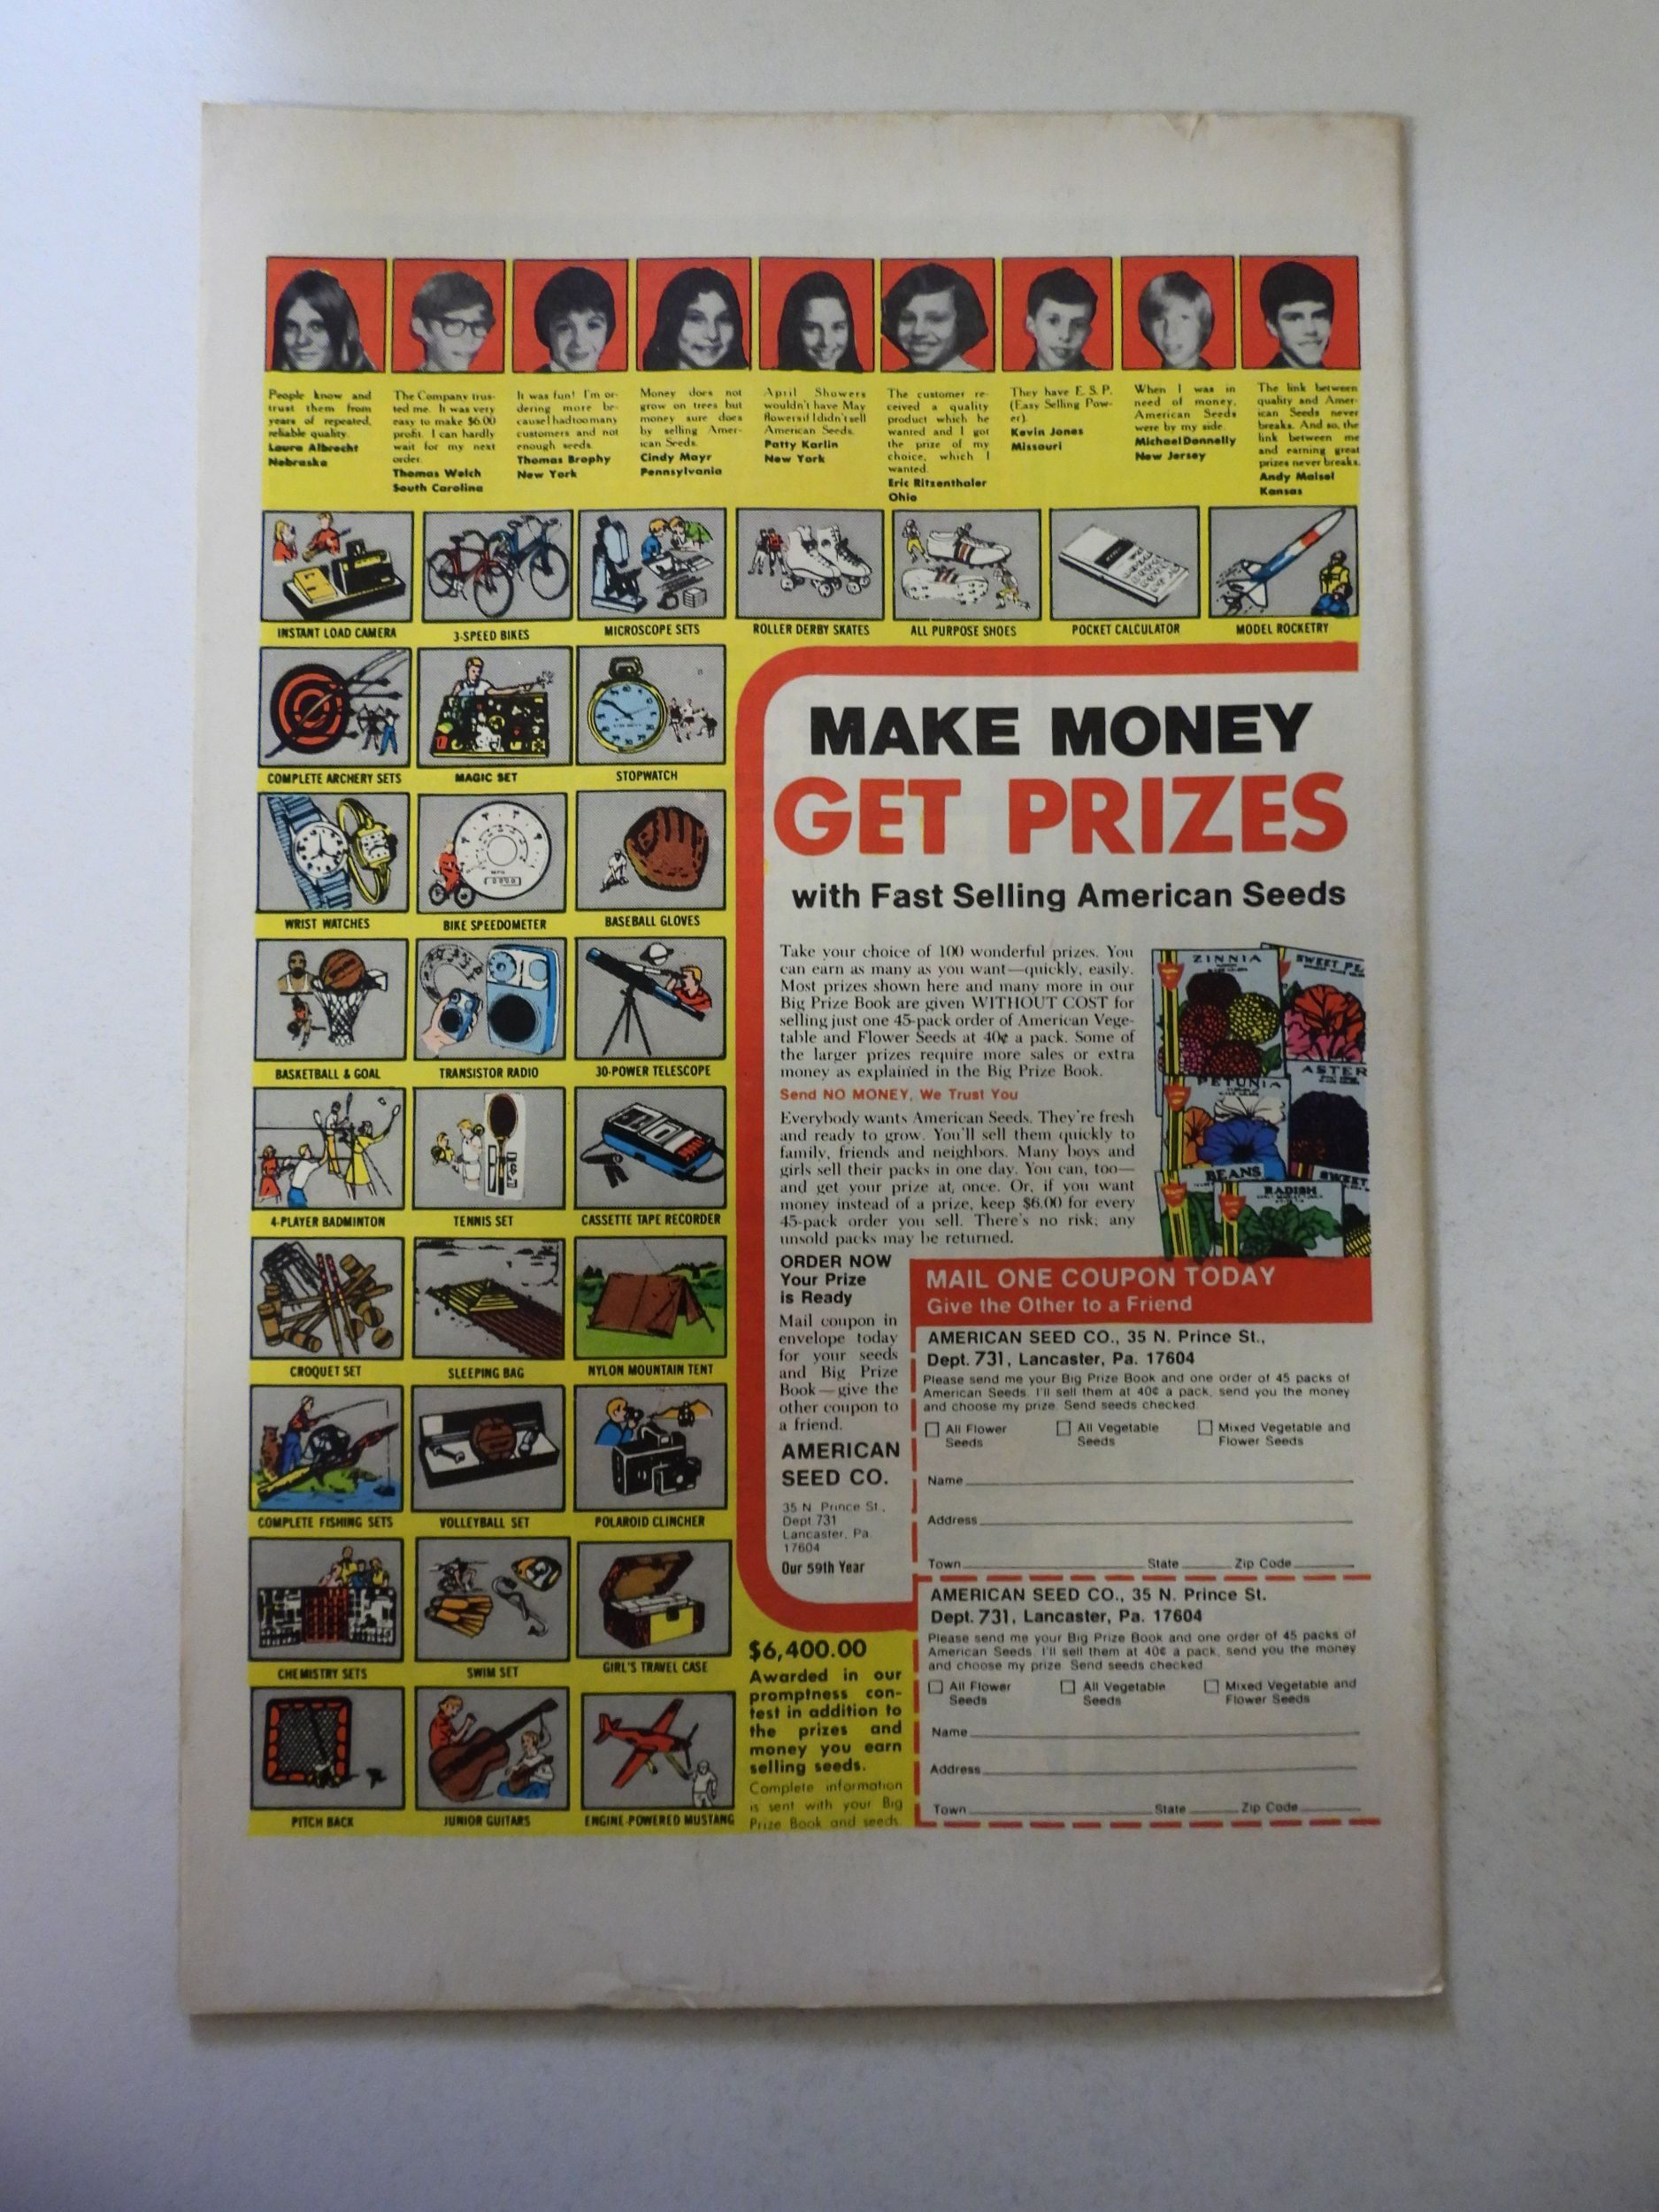 People know and
trust them from
years of repeated,
reliable quality.
Laura Albrecht
Nebraska
The Company trus-
ted me. It was very
easy to make $6.00
profit. I can hardly
wait for my next
order.
Thomas Welch
South Carolina
It was fun! I'm or-
dering more be-
cause I had too many
customers and not
enough seeds.
Thomas Brophy
New York
Money does not
grow on trees but
money sure does
by selling Amer-
ican Seeds.
Cindy Mayr
Pennsylvania
April Showers
wouldn't have May
flowers if I didn't sell
American Seeds.
Patty Karlin
New York
The customer re-
ceived a quality
product which he
wanted and I got
the prize of my
choice, which I
wanted.
Eric Ritzenthaler
Ohio
They have E. S. P.
(Easy Selling Pow-
er)
Kevin Jones
Missouri
When I was in
need of money,
American Seeds
were by my side.
Michael Donnelly
New Jersey
The link between
quality and Amer-
ican Seeds never
breaks. And so, the
link between me
and earning great
prizes never breaks.
Andy Maisel
Kansas
INSTANT LOAD CAMERA
3-SPEED BIKES
MICROSCOPE SETS
ROLLER DERBY SKATES
ALL PURPOSE SHOES
POCKET CALCULATOR
MODEL ROCKETRY
COMPLETE ARCHERY SETS
MAGIC SET
STOPWATCH
WRIST WATCHES
BIKE SPEEDOMETER
BASEBALL GLOVES
BASKETBALL & GOAL
TRANSISTOR RADIO
30-POWER TELESCOPE
4-PLAYER BADMINTON
TENNIS SET
CASSETTE TAPE RECORDER
CROQUET SET
SLEEPING BAG
NYLON MOUNTAIN TENT
COMPLETE FISHING SETS
VOLLEYBALL SET
POLAROID CLINCHER
CHEMISTRY SETS
SWIM SET
GIRL'S TRAVEL CASE
PITCH BACK
JUNIOR GUITARS
ENGINE-POWERED MUSTANG
MAKE MONEY
GET PRIZES
with Fast Selling American Seeds
Take your choice of 100 wonderful prizes. You
can earn as many as you want—quickly, easily.
Most prizes shown here and many more in our
Big Prize Book are given WITHOUT COST for
selling just one 45-pack order of American Vege-
table and Flower Seeds at 40¢ a pack. Some of
the larger prizes require more sales or extra
money as explained in the Big Prize Book.
Send NO MONEY, We Trust You
Everybody wants American Seeds. They're fresh
and ready to grow. You'll sell them quickly to
family, friends and neighbors. Many boys and
girls sell their packs in one day. You can, too—
and get your prize at once. Or, if you want
money instead of a prize, keep $6.00 for every
45-pack order you sell. There's no risk; any
unsold packs may be returned.
ZINNIA
SWEET PE
PETUNIA
ASTER
BEANS
RADISH
SWEET
ORDER NOW
Your Prize
is Ready
Mail coupon in
envelope today
for your seeds
and Big Prize
Book—give the
other coupon to
a friend.
AMERICAN
SEED CO.
35 N. Prince St.,
Dept 731
Lancaster, Pa.
17604
Our 59th Year
$6,400.00
Awarded in our
promptness con-
test in addition to
the prizes and
money you earn
selling seeds.
Complete information
is sent with your Big
Prize Book and seeds.
MAIL ONE COUPON TODAY
Give the Other to a Friend
AMERICAN SEED CO., 35 N. Prince St.,
Dept. 731, Lancaster, Pa. 17604
Please send me your Big Prize Book and one order of 45 packs of
American Seeds. I'll sell them at 40¢ a pack, send you the money
and choose my prize. Send seeds checked.
All Flower
Seeds
All Vegetable
Seeds
Mixed Vegetable and
Flower Seeds
Name
Address
Town State Zip Code
AMERICAN SEED CO., 35 N. Prince St.
Dept. 731, Lancaster, Pa. 17604
Please send me your Big Prize Book and one order of 45 packs of
American Seeds. I'll sell them at 40¢ a pack, send you the money
and choose my prize. Send seeds checked.
All Flower
Seeds
All Vegetable
Seeds
Mixed Vegetable and
Flower Seeds
Name
Address
Town State Zip Code